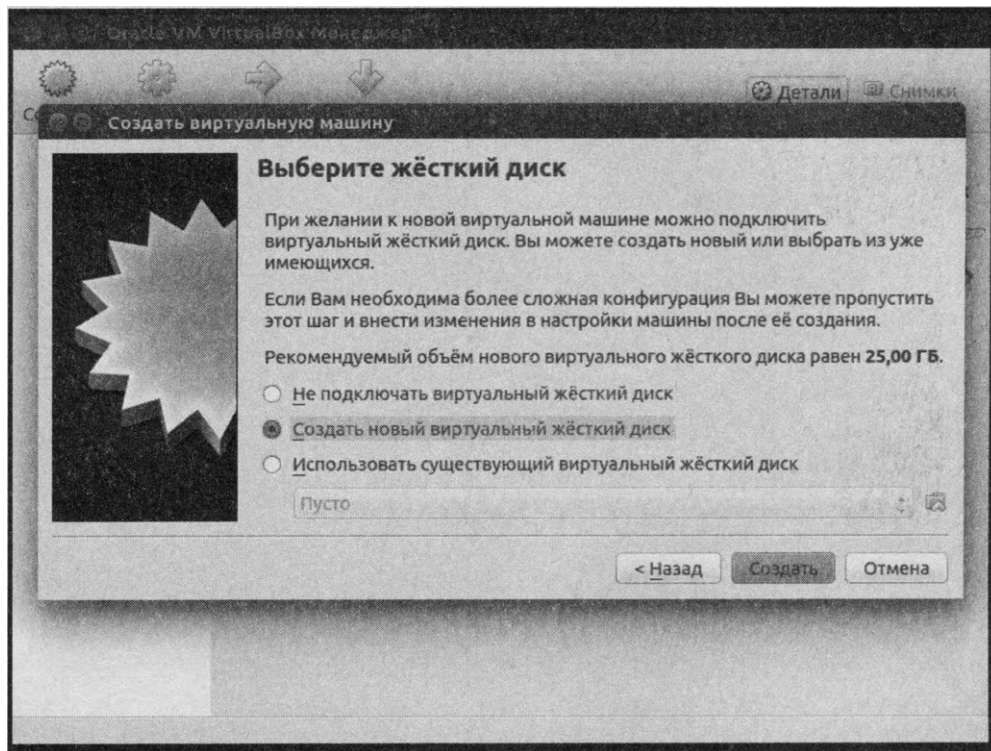 Oracle VM VirtualBox Менеджер
Детали
Снимки
Создать виртуальную машину
Выберите жёсткий диск
При желании к новой виртуальной машине можно подключить
виртуальный жёсткий диск. Вы можете создать новый или выбрать из уже
имеющихся.
Если Вам необходима более сложная конфигурация Вы можете пропустить
этот шаг и внести изменения в настройки машины после её создания.
Рекомендуемый объём нового виртуального жёсткого диска равен 25,00 ГБ.
Не подключать виртуальный жёсткий диск
Создать новый виртуальный жёсткий диск
Использовать существующий виртуальный жёсткий диск
Пусто
< Назад
Создать
Отмена